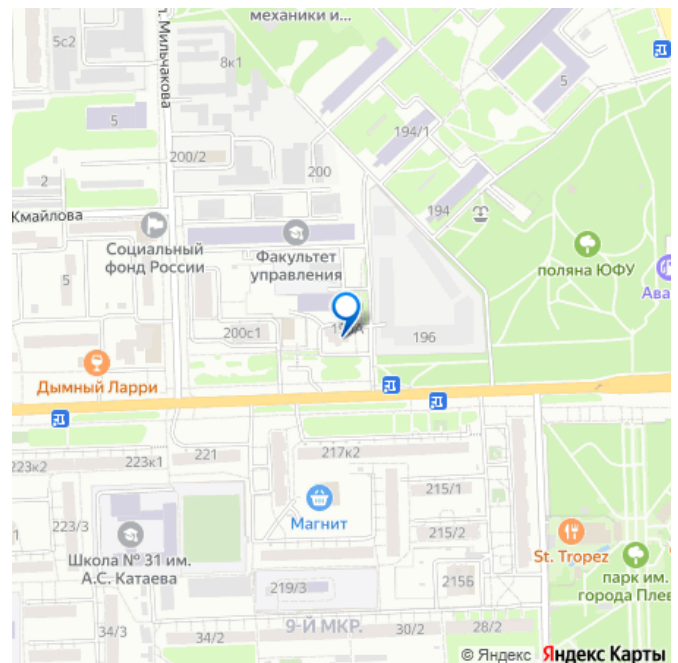 механики и...
5с2
. Мильчакова
8к1
5
5
194/1
200/2
200
2
194
Кмайлова
Социальный
фонд России
Факультет
управления
поляна ЮФУ
Ава
5
200с1
196
Дымный Ларри
223к2
223к1
221
217к2
215/1
Магнит
223/3
215/2
St. Tropez
Школа № 31 им.
А.С. Катаева
219/3
215Б
парк им.
города Плев
34/3
34/2
9-Й МКР.
30/2
28/2
© Яндекс Яндекс Карты